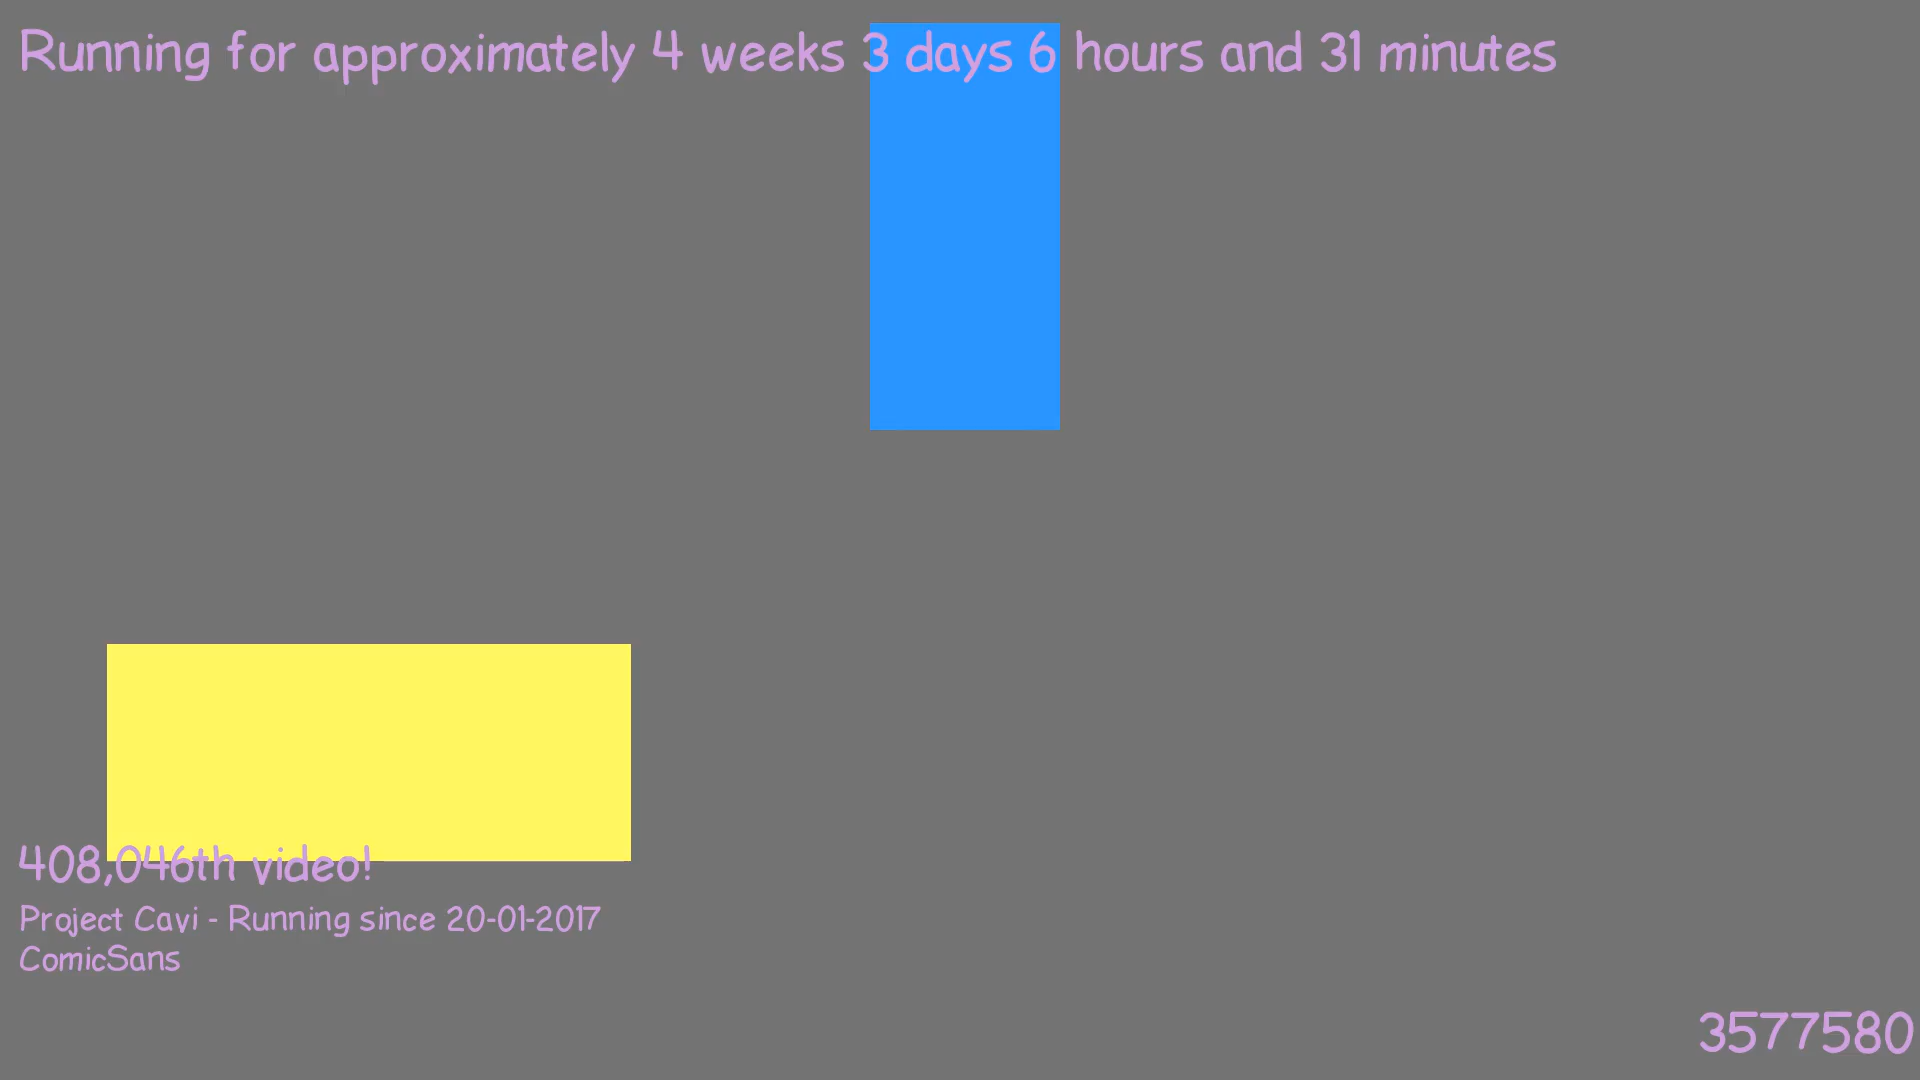 Running for approximately 4 weeks 3 days 6 hours and 31 minutes
408,046th video!
Project Cavi - Running since 20-01-2017
ComicSans
3577580